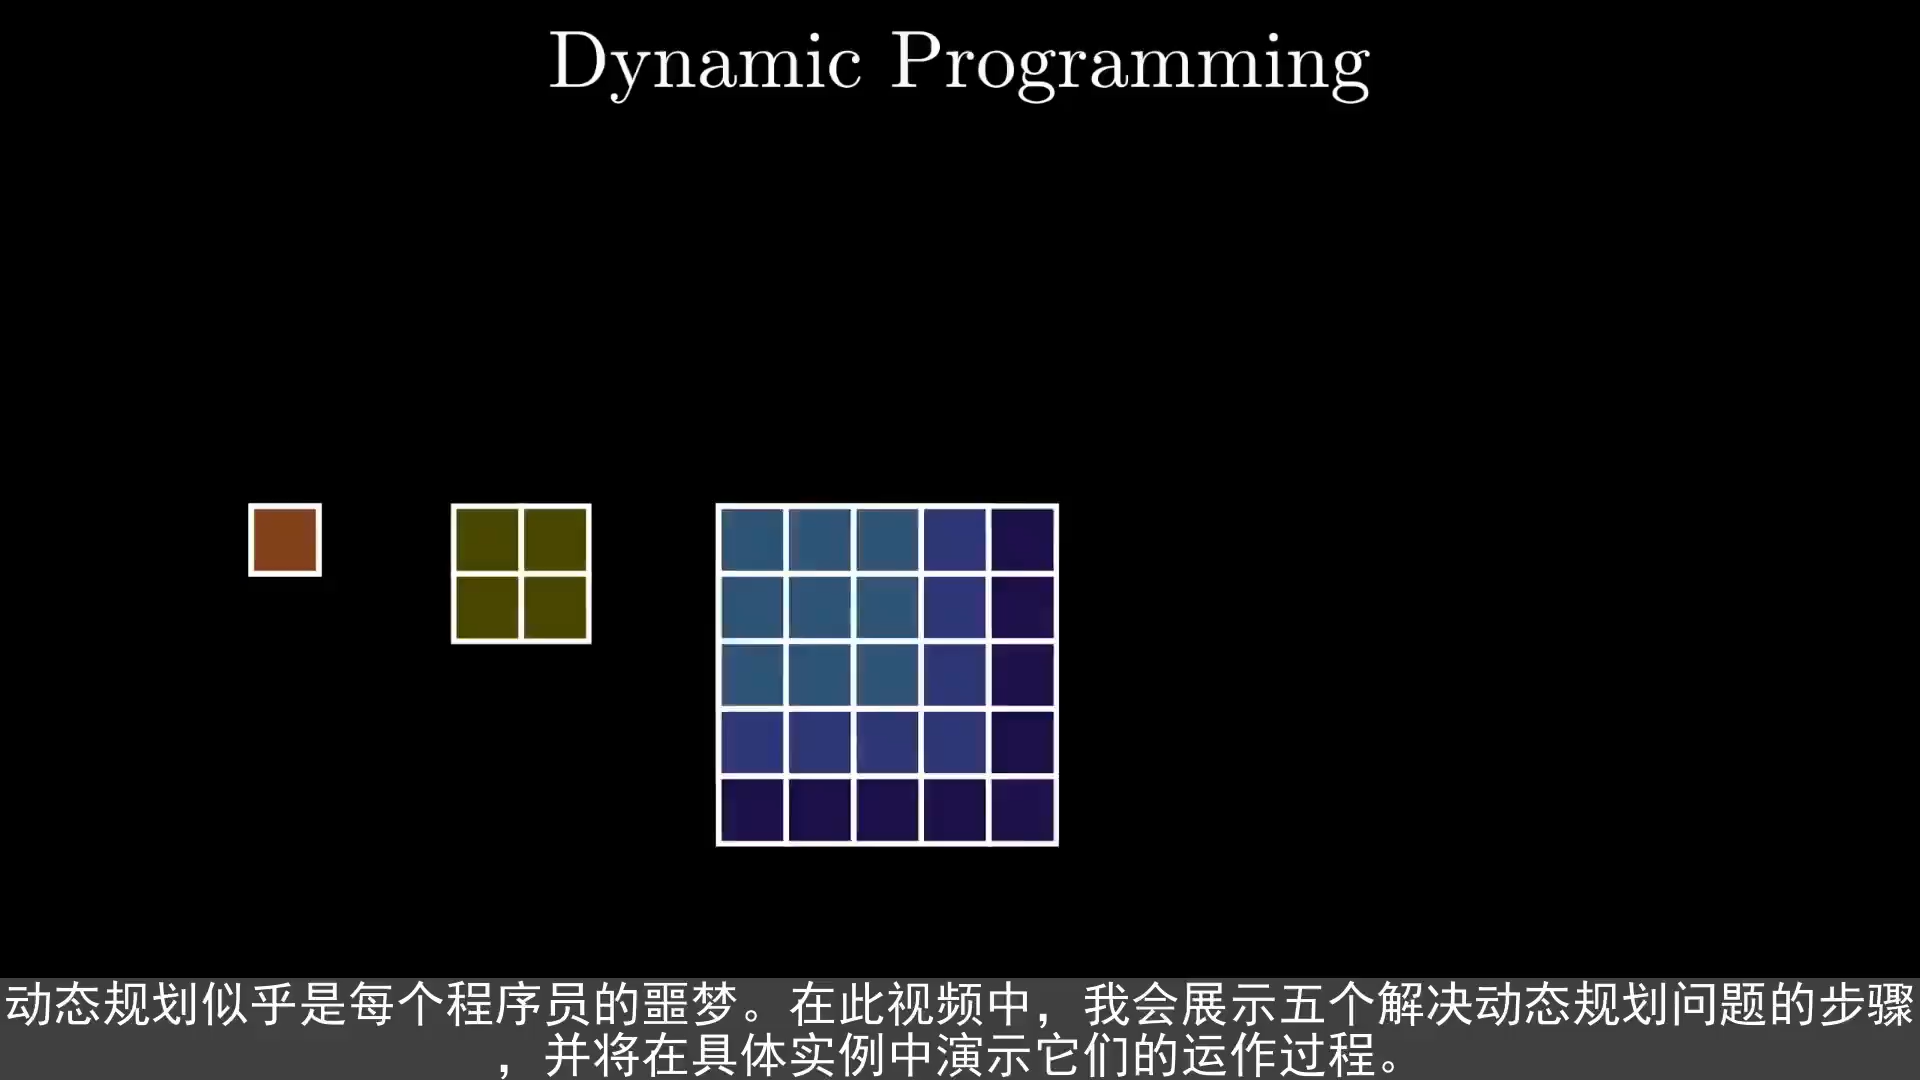 Dynamic Programming
动态规划似乎是每个程序员的噩梦。在此视频中，我会展示五个解决动态规划问题的步骤
，并将在具体实例中演示它们的运作过程。